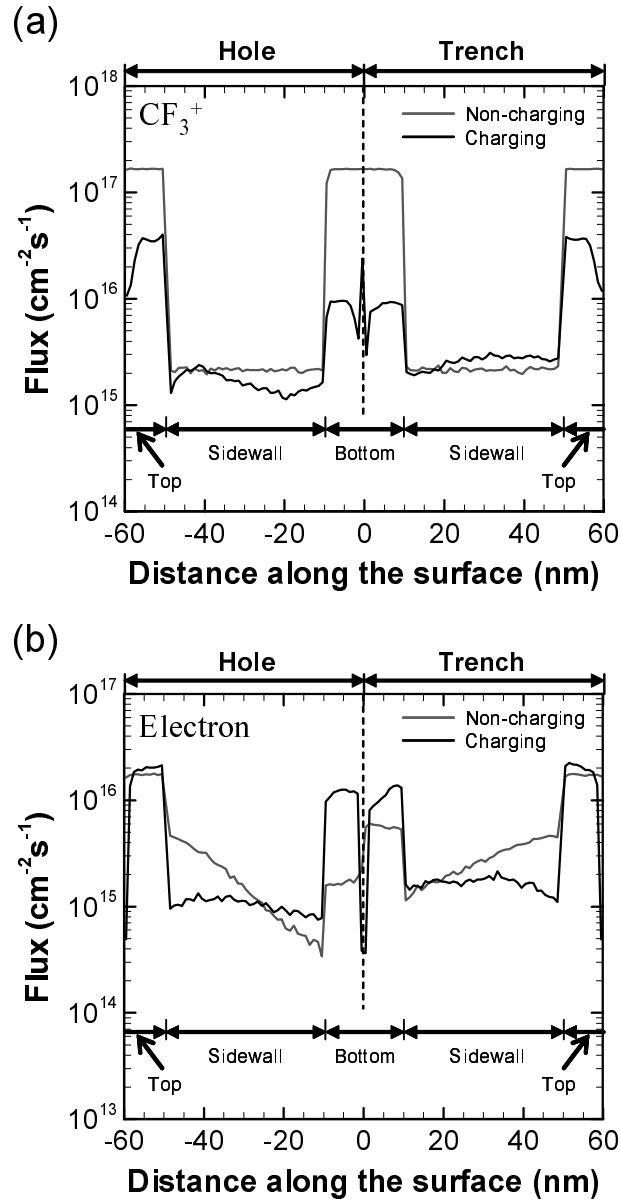 (a)
Hole Trench
10^18
CF3^+
Non-charging
Charging
10^17
10^16
10^15
Sidewall Bottom Sidewall
Top Top
10^14
-60 -40 -20 0 20 40 60
Distance along the surface (nm)
Flux (cm^-2s^-1)
(b)
Hole Trench
10^17
Electron
Non-charging
Charging
10^16
10^15
10^14
Sidewall Bottom Sidewall
Top Top
10^13
-60 -40 -20 0 20 40 60
Distance along the surface (nm)
Flux (cm^-2s^-1)